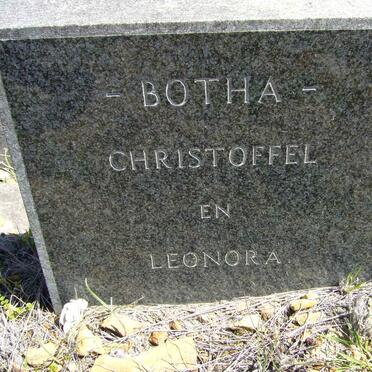 - BOTHA -
CHRISTOFFEL
EN
LEONORA